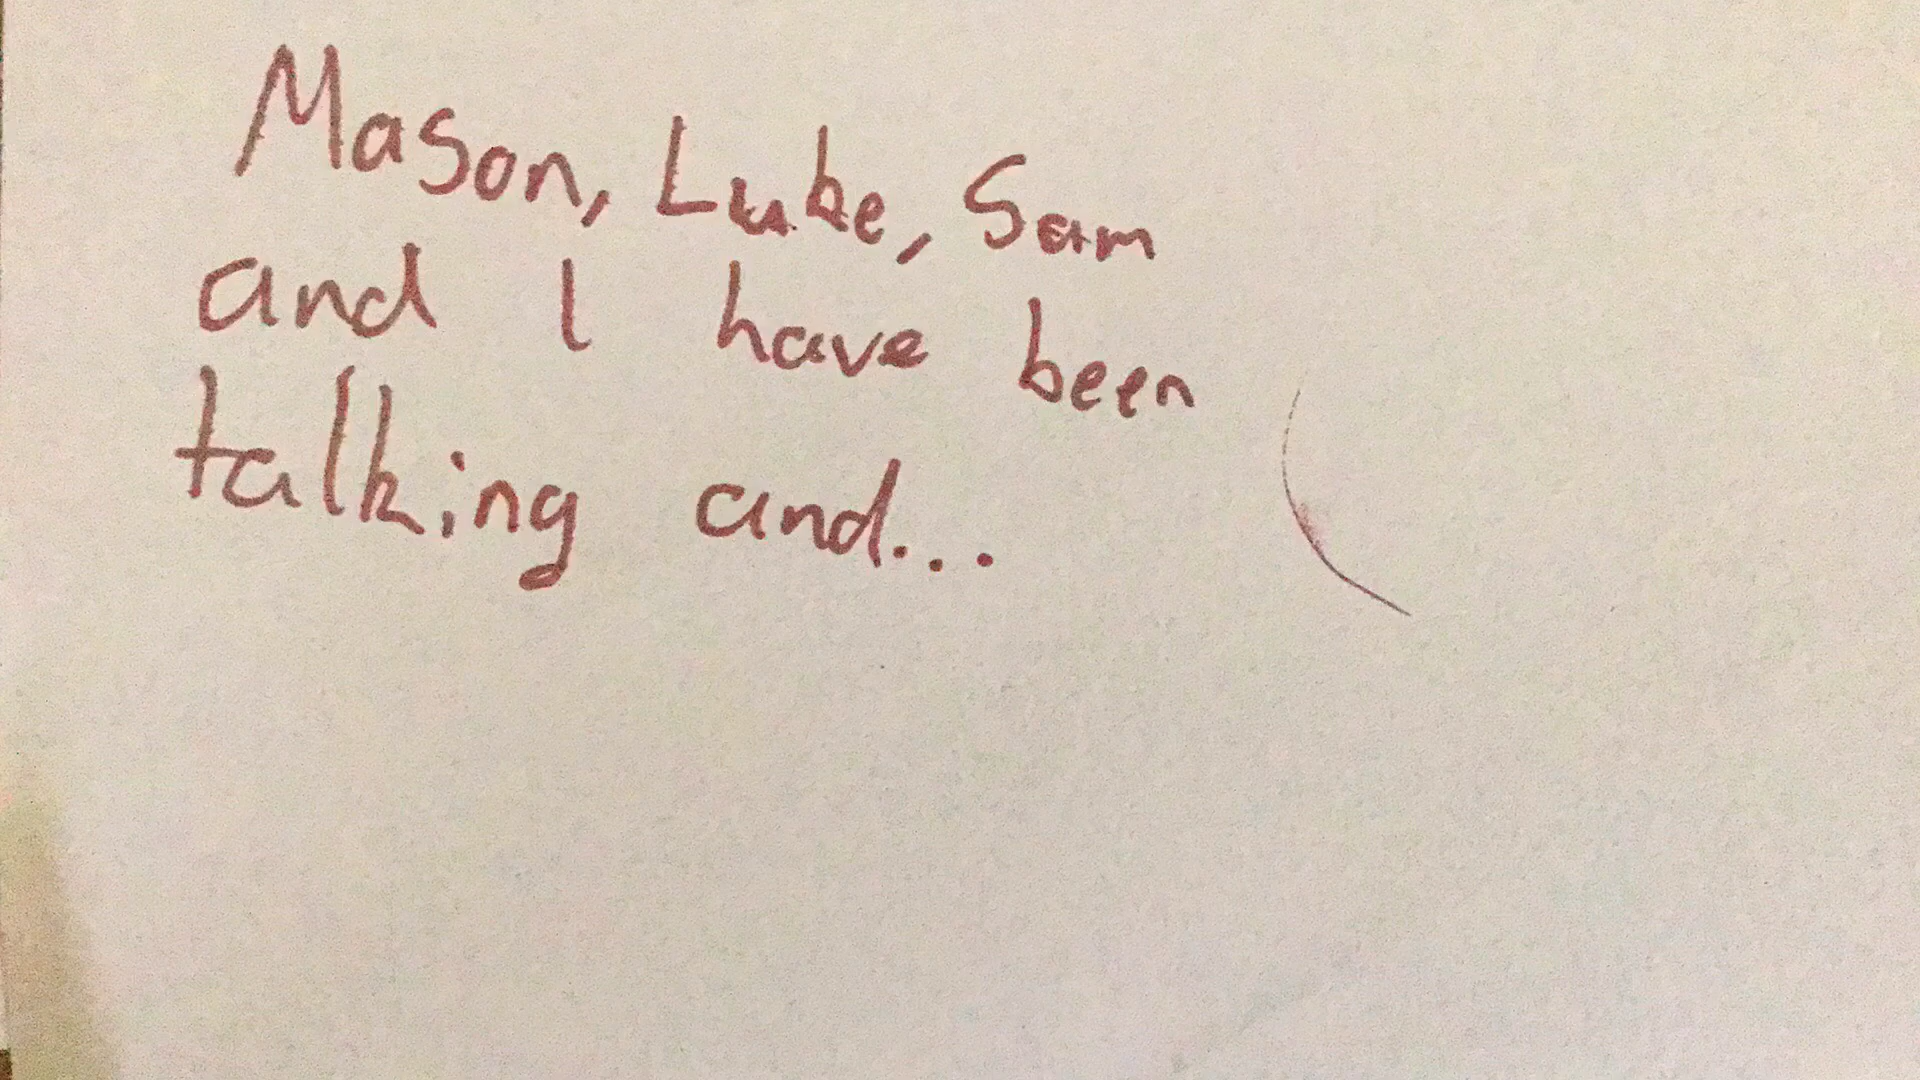 Mason, Luke, Sam
and I have been
talking and...